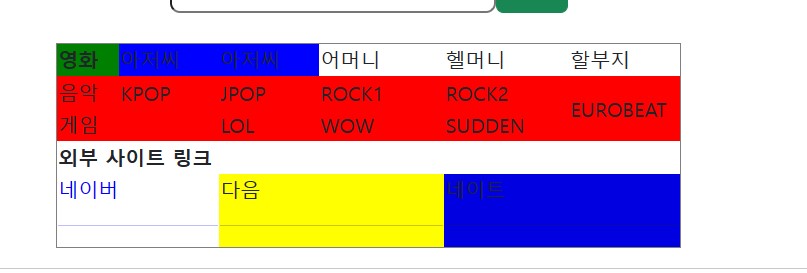 영화 아저씨 아저씨 어머니 헬머니 할부지
음악 KPOP JPOP ROCK1 ROCK2 EUROBEAT
게임 LOL WOW SUDDEN
외부 사이트 링크
네이버 다음 네이트